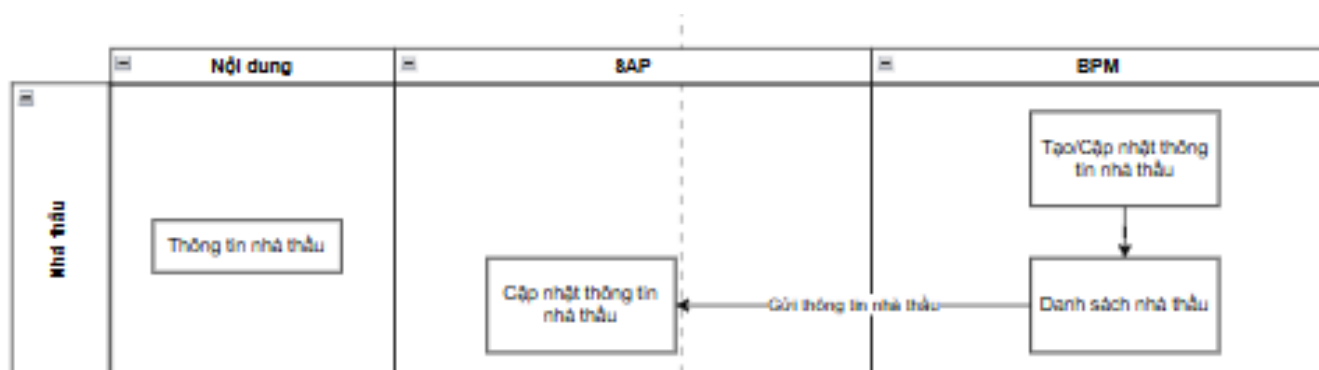 Nội dung
SAP
BPM
Nhà thầu
Tạo/Cập nhật thông
tin nhà thầu
Thông tin nhà thầu
Cập nhật thông tin
nhà thầu
Gửi thông tin nhà thầu
Danh sách nhà thầu